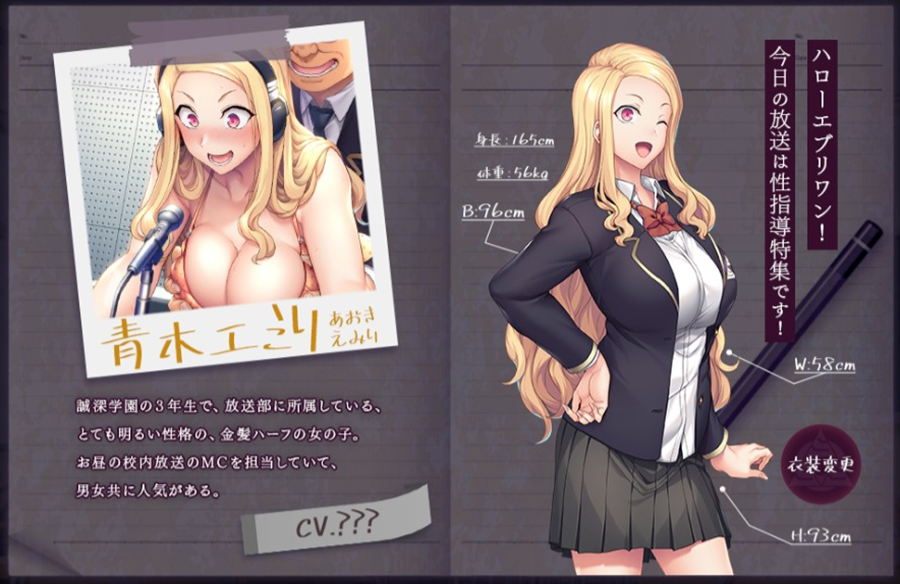 青木エミリ
あおき
えみり
誠深学園の3年生で、放送部に所属している、
とても明るい性格の、金髪ハーフの女の子。
お昼の校内放送のMCを担当していて、
男女共に人気がある。
CV.???
ハローエブリワン!
今日の放送は性指導特集です!
身長:165cm
体重:56kg
B:96cm
W:58cm
衣装変更
H:93cm